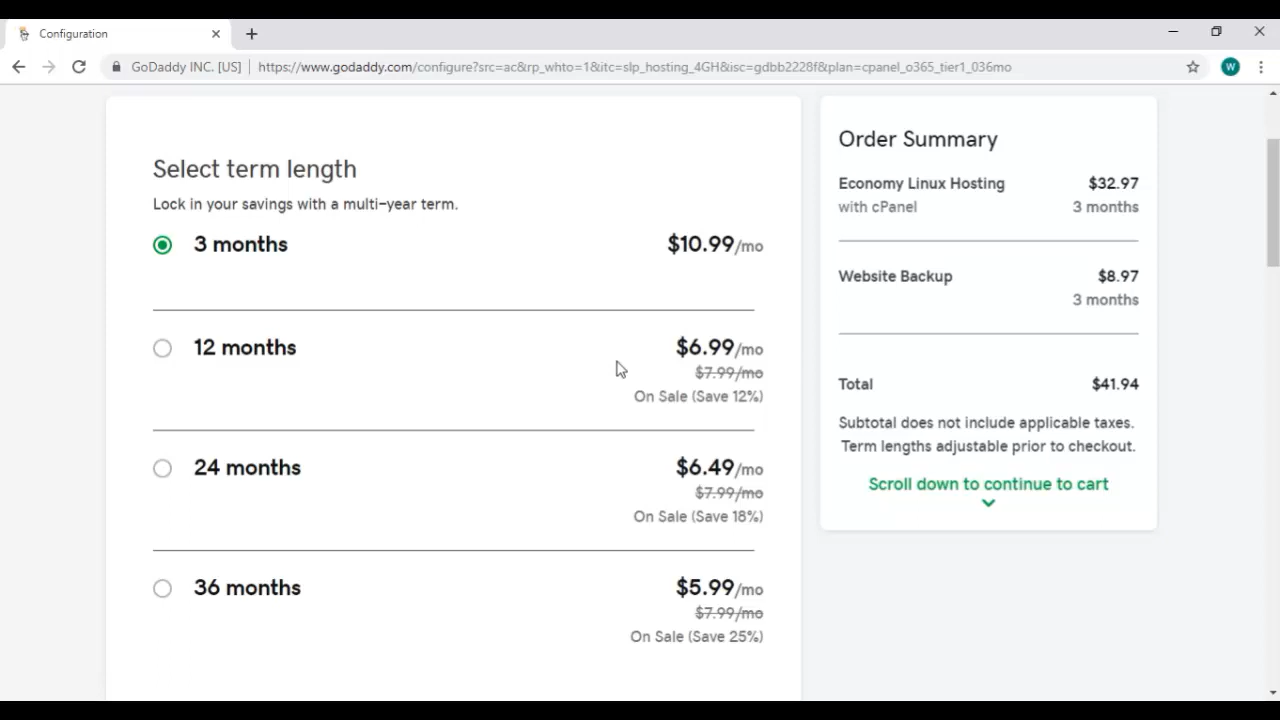 Configuration
GoDaddy INC. [US] | https://www.godaddy.com/configure?src=ac&rp_whto=1&itc=slp_hosting_4GH&isc=gdbb2228f&plan=cpanel_o365_tier1_036mo
W
Select term length
Lock in your savings with a multi-year term.
3 months $10.99/mo
12 months $6.99/mo
$7.99/mo
On Sale (Save 12%)
24 months $6.49/mo
$7.99/mo
On Sale (Save 18%)
36 months $5.99/mo
$7.99/mo
On Sale (Save 25%)
Order Summary
Economy Linux Hosting $32.97
with cPanel 3 months
Website Backup $8.97
3 months
Total $41.94
Subtotal does not include applicable taxes.
Term lengths adjustable prior to checkout.
Scroll down to continue to cart